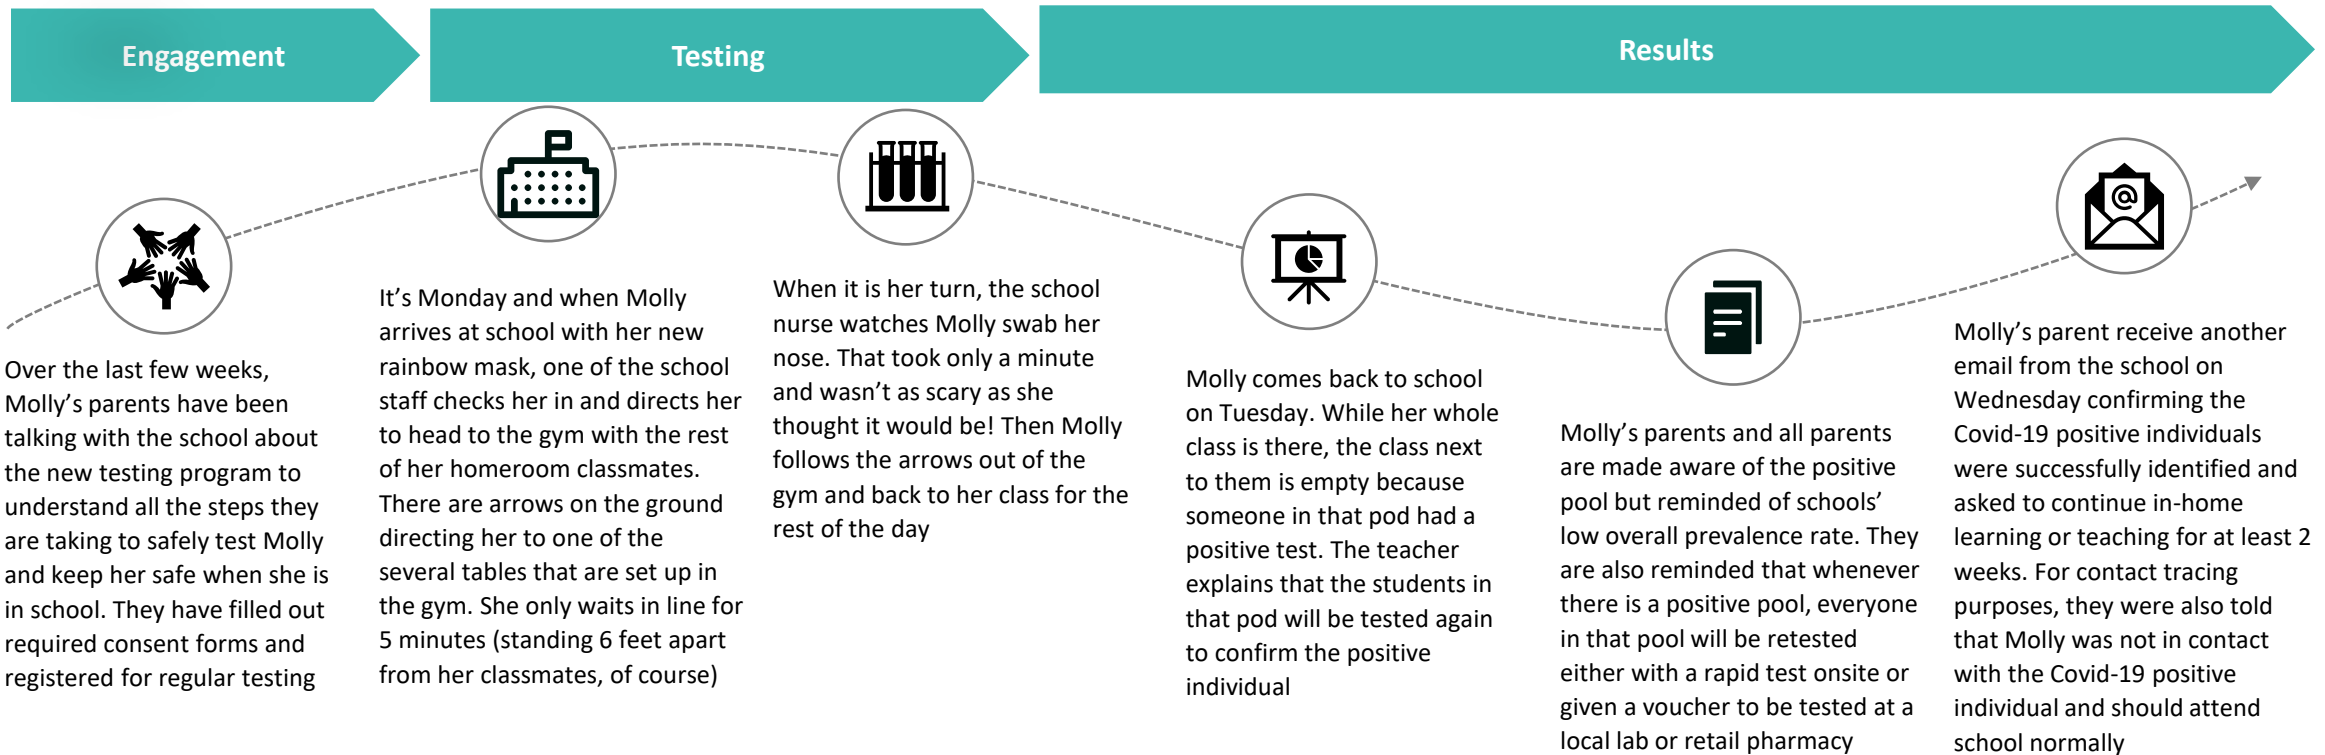 Engagement
Testing
Results
Over the last few weeks,
Molly’s parents have been
talking with the school about
the new testing program to
understand all the steps they
are taking to safely test Molly
and keep her safe when she is
in school. They have filled out
required consent forms and
registered for regular testing
It’s Monday and when Molly
arrives at school with her new
rainbow mask, one of the school
staff checks her in and directs her
to head to the gym with the rest
of her homeroom classmates.
There are arrows on the ground
directing her to one of the
several tables that are set up in
the gym. She only waits in line for
5 minutes (standing 6 feet apart
from her classmates, of course)
When it is her turn, the school
nurse watches Molly swab her
nose. That took only a minute
and wasn’t as scary as she
thought it would be! Then Molly
follows the arrows out of the
gym and back to her class for the
rest of the day
Molly comes back to school
on Tuesday. While her whole
class is there, the class next
to them is empty because
someone in that pod had a
positive test. The teacher
explains that the students in
that pod will be tested again
to confirm the positive
individual
Molly’s parents and all parents
are made aware of the positive
pool but reminded of schools’
low overall prevalence rate. They
are also reminded that whenever
there is a positive pool, everyone
in that pool will be retested
either with a rapid test onsite or
given a voucher to be tested at a
local lab or retail pharmacy
@
Molly’s parent receive another
email from the school on
Wednesday confirming the
Covid-19 positive individuals
were successfully identified and
asked to continue in-home
learning or teaching for at least 2
weeks. For contact tracing
purposes, they were also told
that Molly was not in contact
with the Covid-19 positive
individual and should attend
school normally